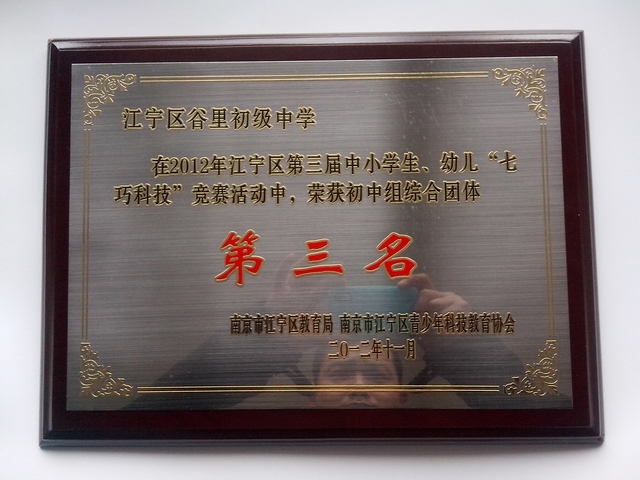 江宁区谷里初级中学
在2012年江宁区第三届中小学生、幼儿“七
巧科技”竞赛活动中，荣获初中组综合团体
第三名
南京市江宁区教育局 南京市江宁区青少年科技教育协会
二〇一二年十一月